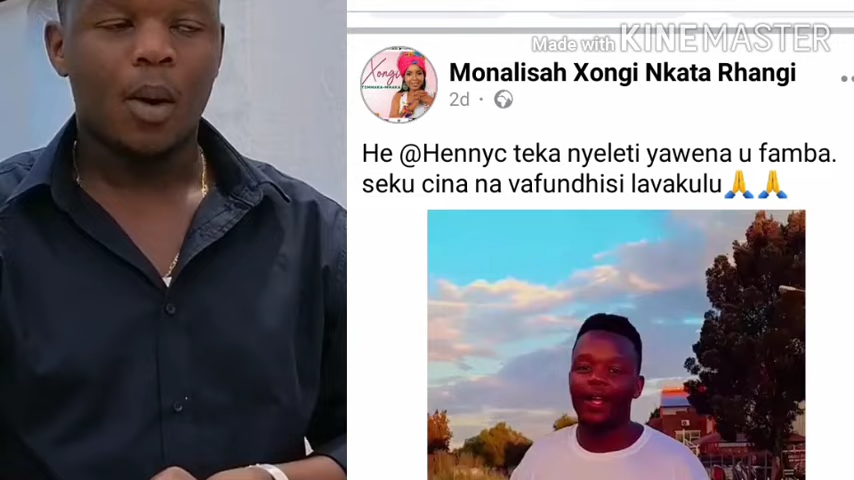 Made with KINEMASTER
Xongi
Monalisah Xongi Nkata Rhangi
2d ·
He @Hennyc teka nyeleti yawena u famba.
seku cina na vafundhisi lavakulu🙏🙏